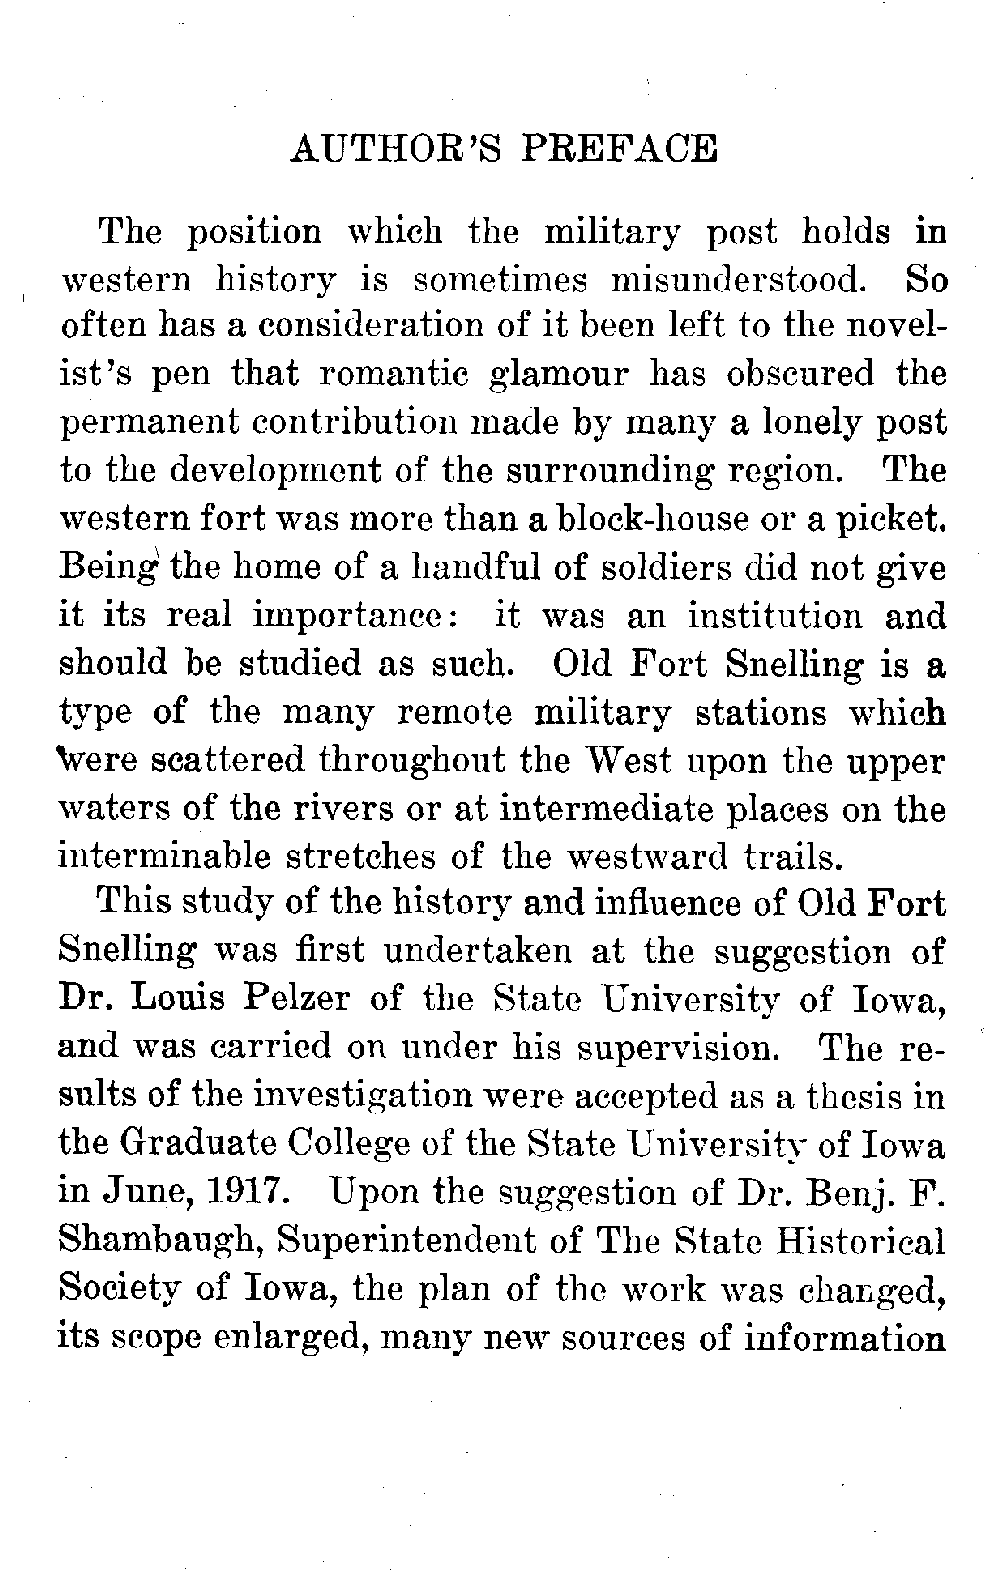 AUTHOR'S PREFACE
The position which the military post holds in
western history is sometimes misunderstood. So
often has a consideration of it been left to the novel-
ist's pen that romantic glamour has obscured the
permanent contribution made by many a lonely post
to the development of the surrounding region. The
western fort was more than a block-house or a picket.
Being the home of a handful of soldiers did not give
it its real importance: it was an institution and
should be studied as such. Old Fort Snelling is a
type of the many remote military stations which
were scattered throughout the West upon the upper
waters of the rivers or at intermediate places on the
interminable stretches of the westward trails.
This study of the history and influence of Old Fort
Snelling was first undertaken at the suggestion of
Dr. Louis Pelzer of the State University of Iowa,
and was carried on under his supervision. The re-
sults of the investigation were accepted as a thesis in
the Graduate College of the State University of Iowa
in June, 1917. Upon the suggestion of Dr. Benj. F.
Shambaugh, Superintendent of The State Historical
Society of Iowa, the plan of the work was changed,
its scope enlarged, many new sources of information